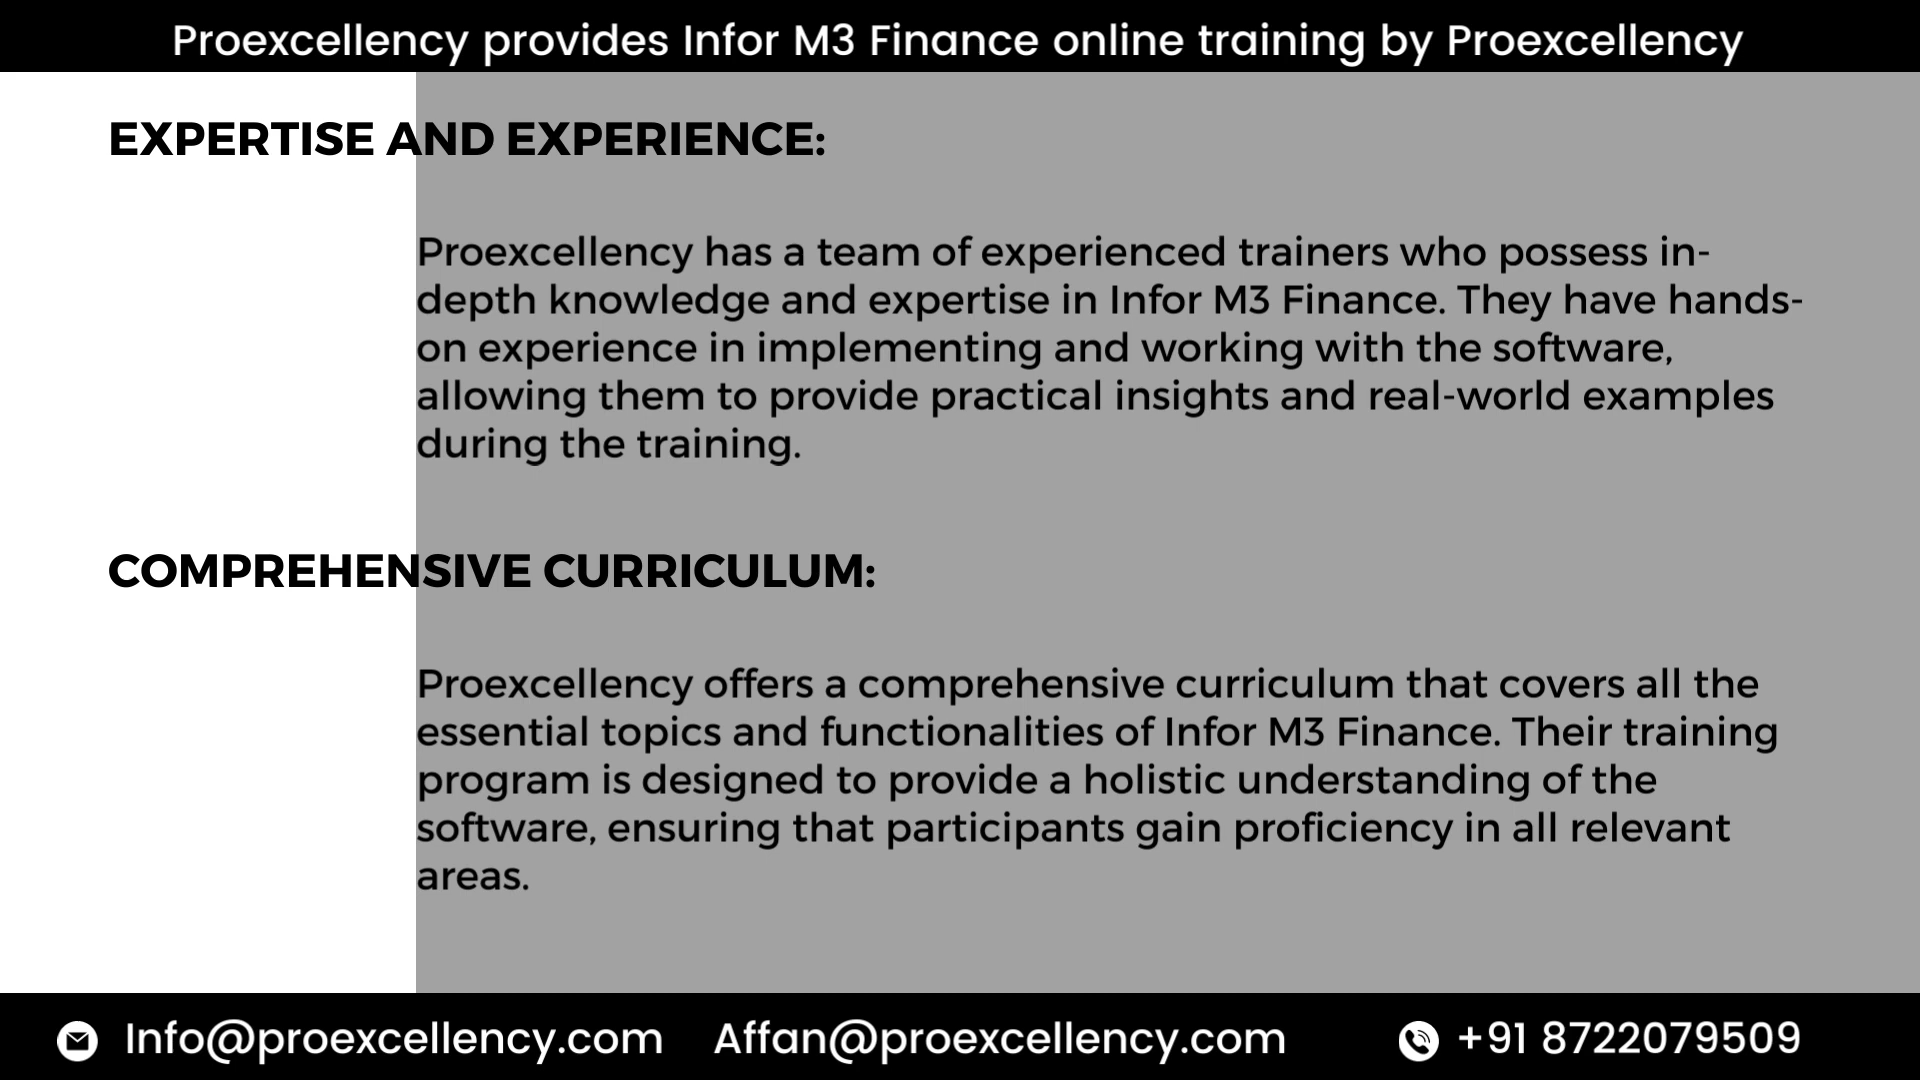 Proexcellency provides Infor M3 Finance online training by Proexcellency
EXPERTISE AND EXPERIENCE:
Proexcellency has a team of experienced trainers who possess in-
depth knowledge and expertise in Infor M3 Finance. They have hands-
on experience in implementing and working with the software,
allowing them to provide practical insights and real-world examples
during the training.
COMPREHENSIVE CURRICULUM:
Proexcellency offers a comprehensive curriculum that covers all the
essential topics and functionalities of Infor M3 Finance. Their training
program is designed to provide a holistic understanding of the
software, ensuring that participants gain proficiency in all relevant
areas.
Info@proexcellency.com Affan@proexcellency.com +91 8722079509